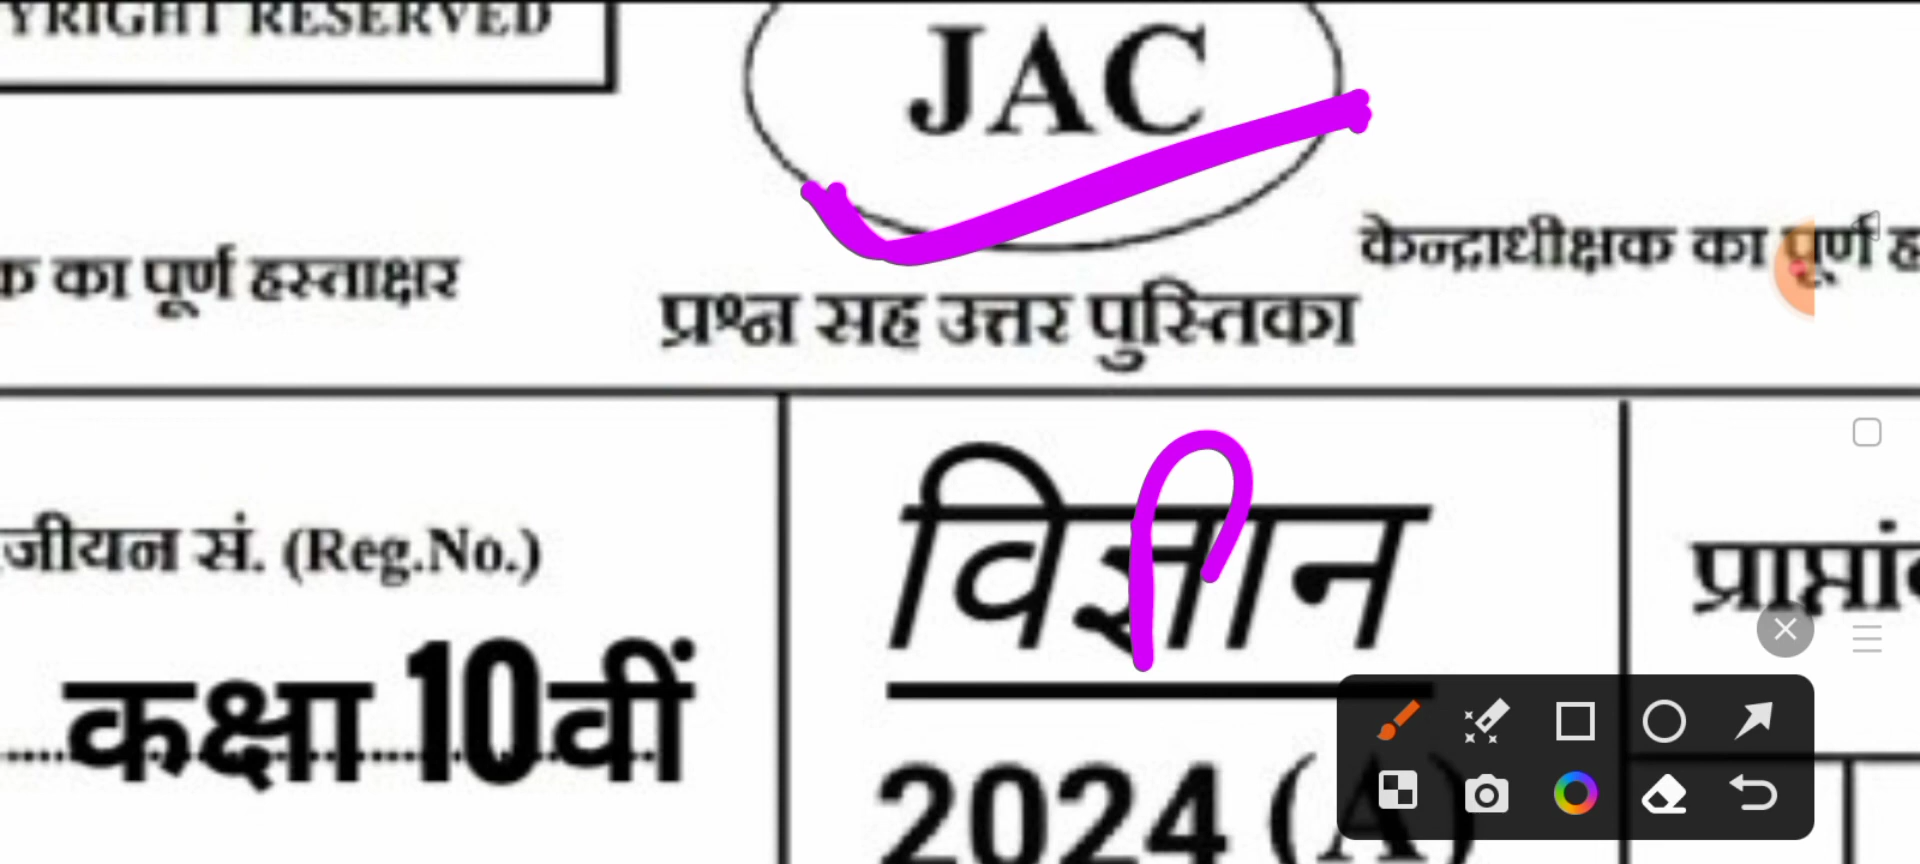 YRIGHT RESERVED
JAC
क का पूर्ण हस्ताक्षर
केन्द्राधीक्षक का पूर्ण ह
प्रश्न सह उत्तर पुस्तिका
जीयन सं. (Reg.No.)
विज्ञान
प्राप्तां
कक्षा 10वीं
2024 (A)